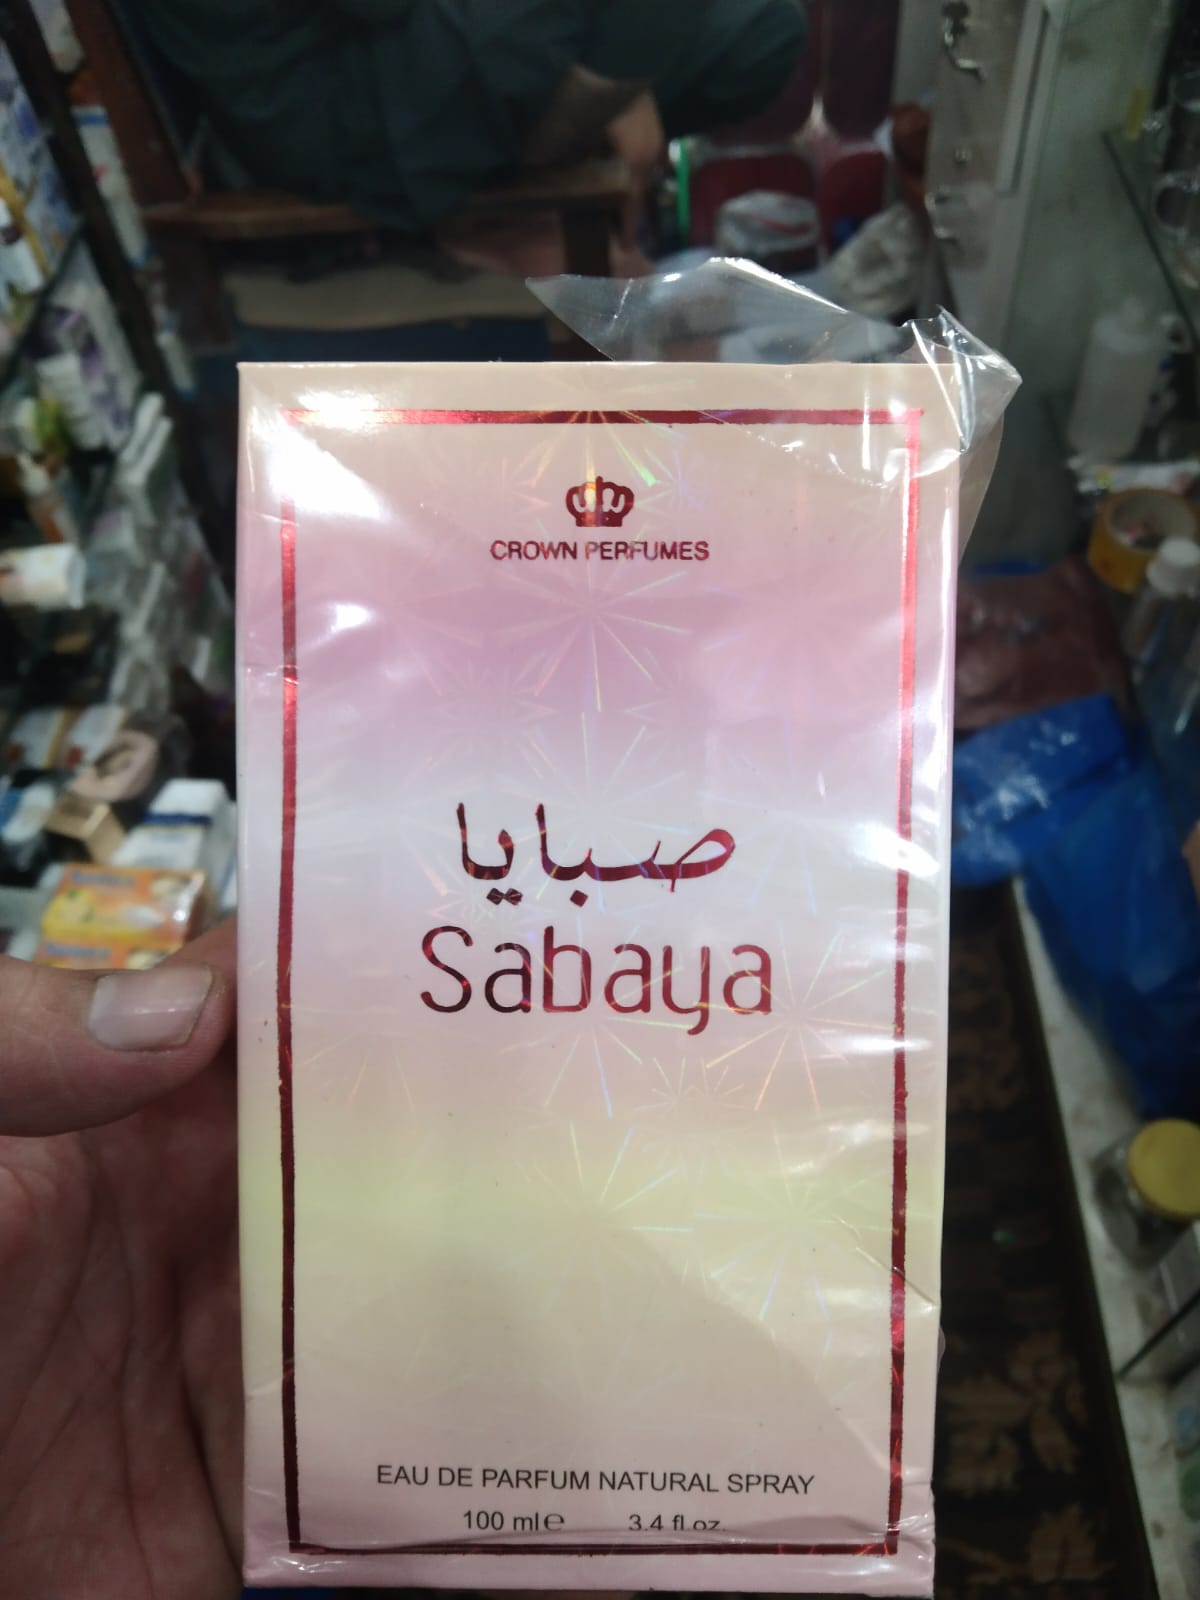 CROWN PERFUMES
صبايا
Sabaya
EAU DE PARFUM NATURAL SPRAY
100 ml℮ 3.4 fl.oz.